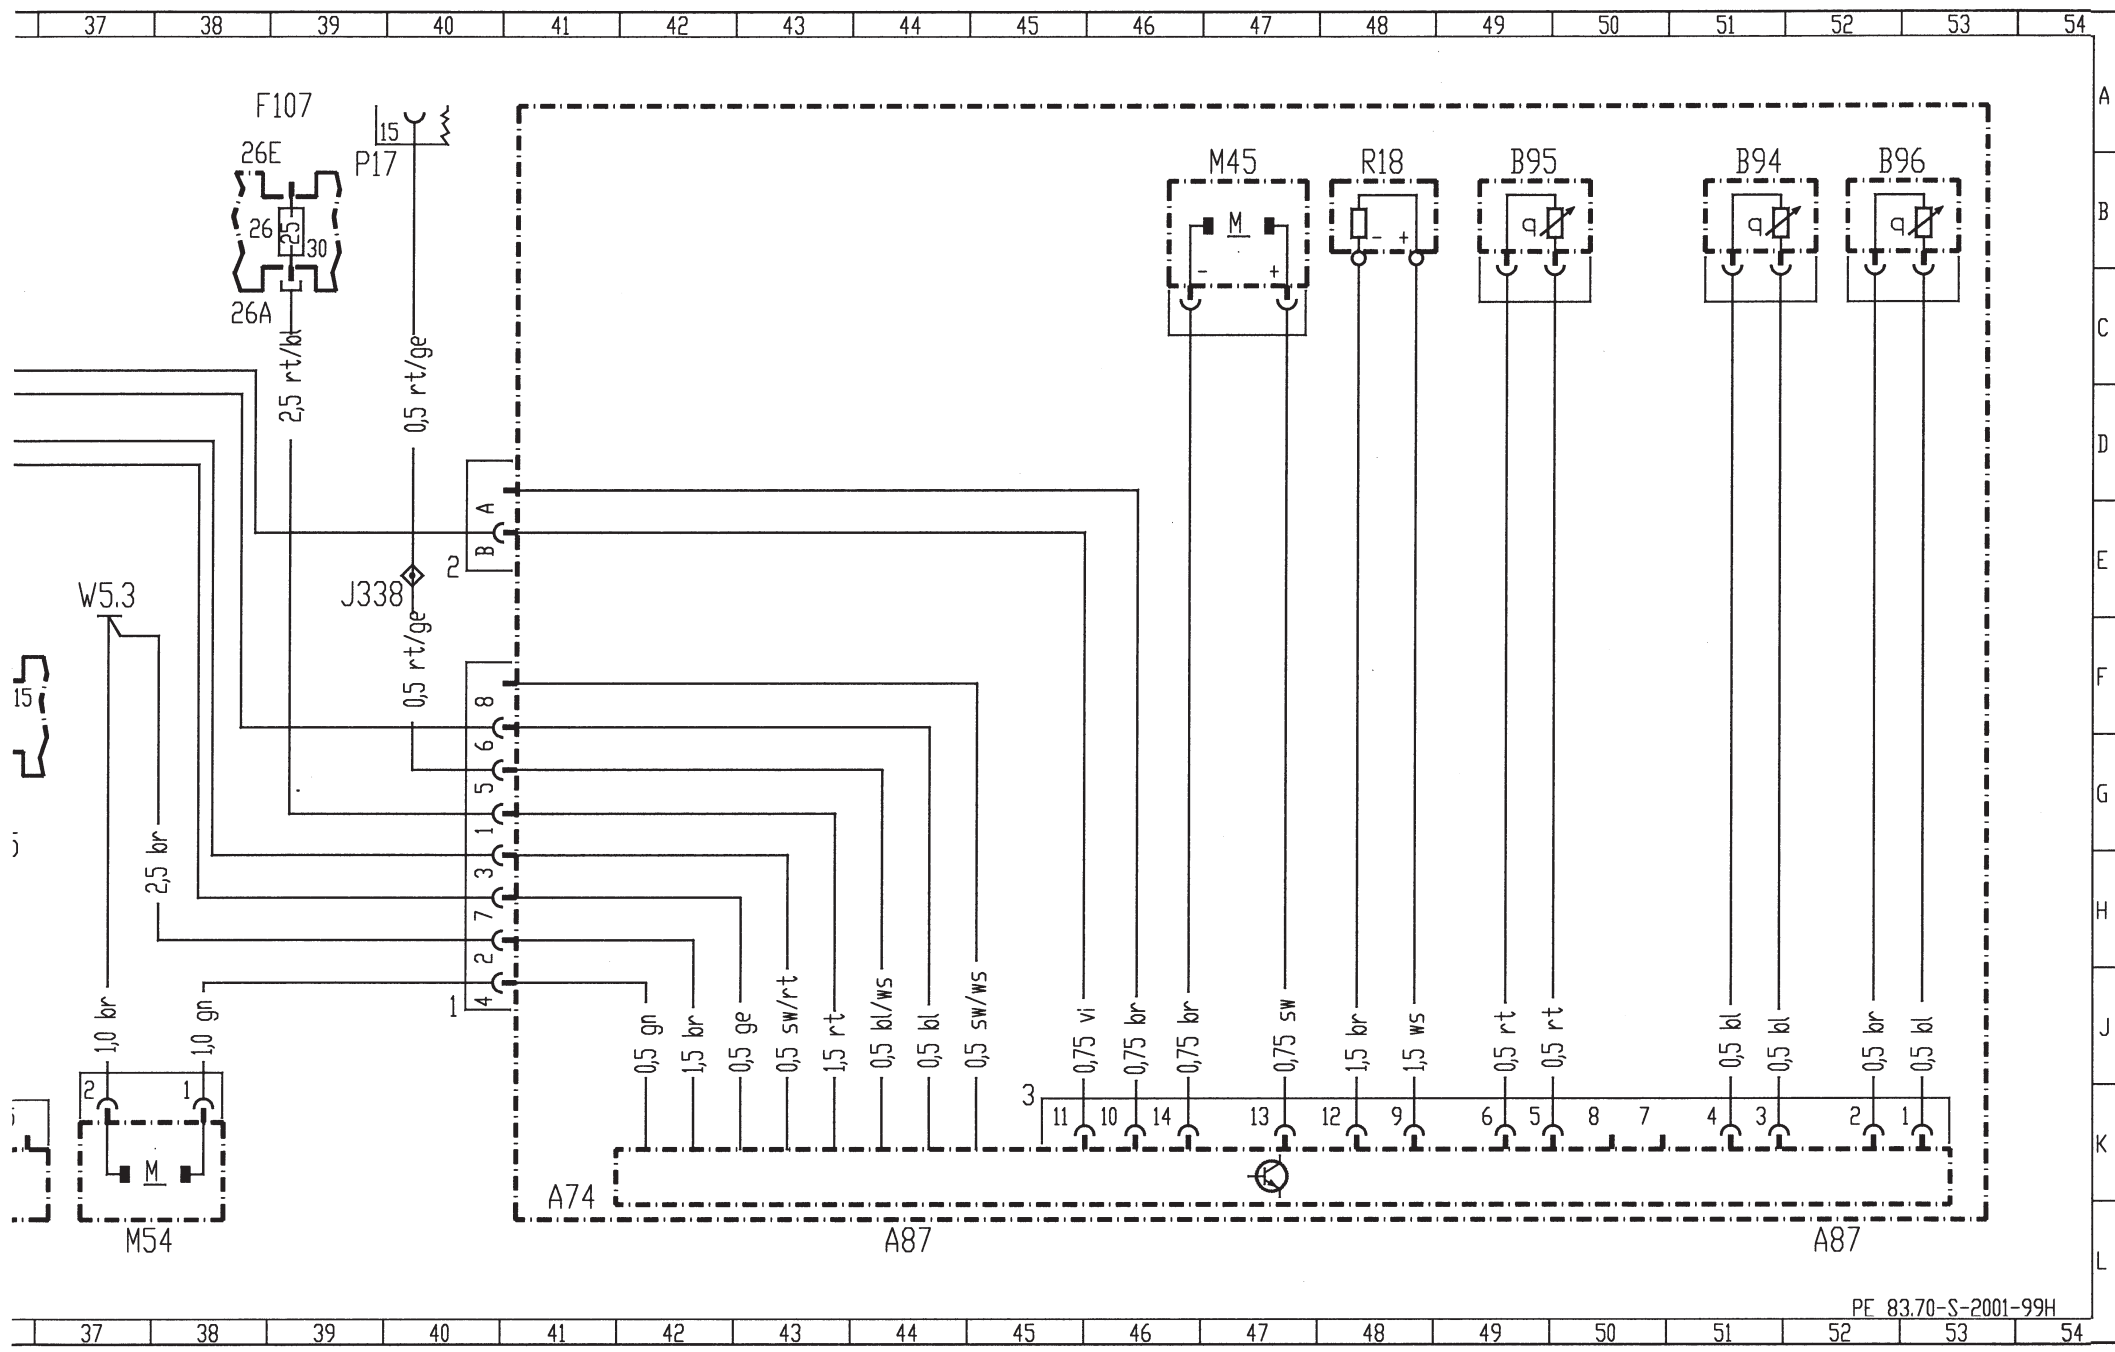 37 38 39 40 41 42 43 44 45 46 47 48 49 50 51 52 53 54
A
F107
15
P17
26E
M45 R18 B95 B94 B96
26 25 30
M
- +
- +
q q q
B
26A
C
2,5 rt/bl
0,5 rt/ge
D
A
B
2
E
J338
W5.3
0,5 rt/ge
15
F
8
6
5
G
1
2,5 br
3
7
H
2
4
1
1,0 br
1,0 gn
0,5 gn
1,5 br
0,5 ge
0,5 sw/rt
1,5 rt
0,5 bl/ws
0,5 bl
0,5 sw/ws
0,75 vi
0,75 br
0,75 br
0,75 sw
1,5 br
1,5 ws
0,5 rt
0,5 rt
0,5 bl
0,5 bl
0,5 br
0,5 bl
J
2 1
3
11 10 14 13 12 9 6 5 8 7 4 3 2 1
K
M
A74
M54
A87 A87
L
PE 83.70-S-2001-99H
37 38 39 40 41 42 43 44 45 46 47 48 49 50 51 52 53 54